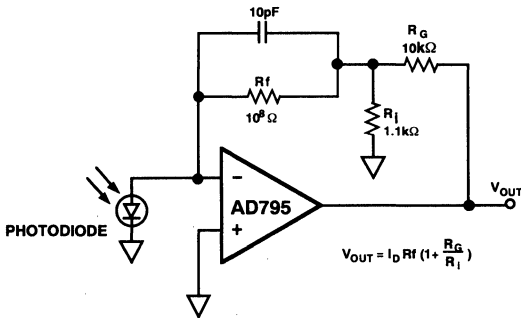 10pF
Rf
10⁸ Ω
RG
10kΩ
Ri
1.1kΩ
−
AD795
+
PHOTODIODE
VOUT
VOUT = ID Rf (1+ RG/Ri )